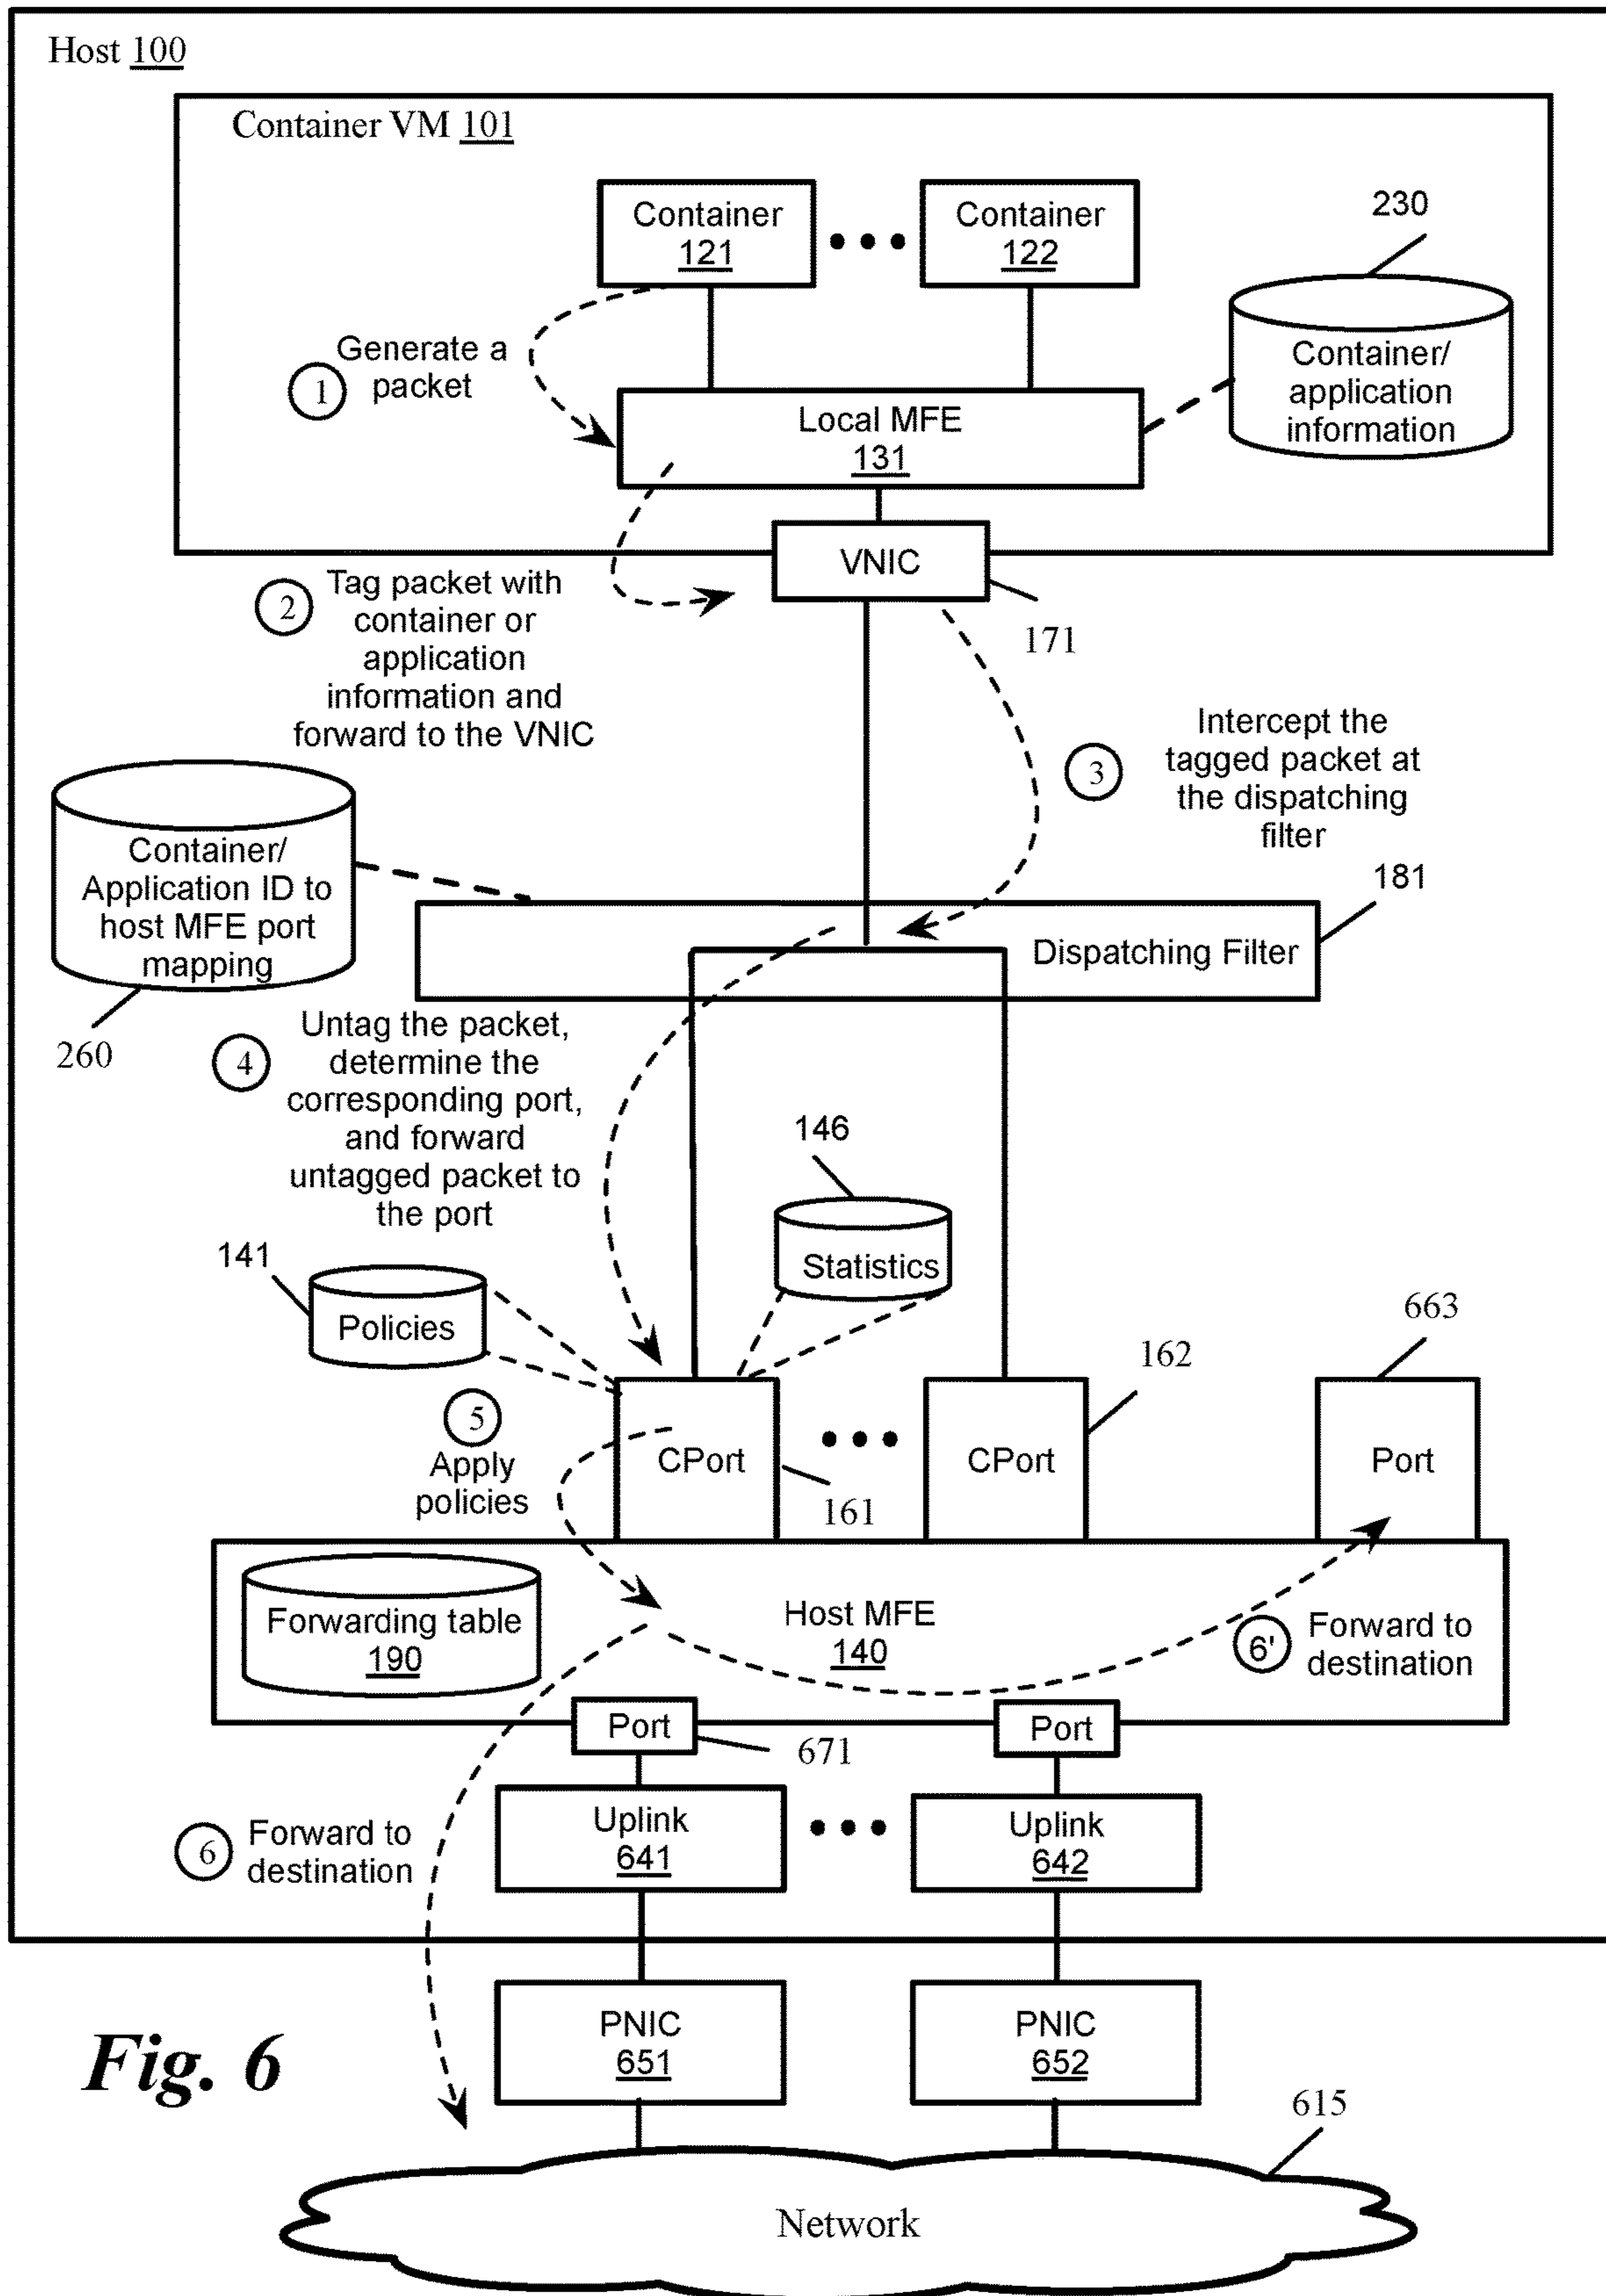 Host 100
Container VM 101
Container
121
Container
122
230
Container/
application
information
1
Generate a
packet
Local MFE
131
VNIC
171
2
Tag packet with
container or
application
information and
forward to the VNIC
3
Intercept the
tagged packet at
the dispatching
filter
Container/
Application ID to
host MFE port
mapping
260
181
Dispatching Filter
4
Untag the packet,
determine the
corresponding port,
and forward
untagged packet to
the port
146
Statistics
141
Policies
5
Apply
policies
CPort
161
CPort
162
663
Port
Forwarding table
190
Host MFE
140
6'
Forward to
destination
Port
671
Port
6
Forward to
destination
Uplink
641
Uplink
642
PNIC
651
PNIC
652
Fig. 6
615
Network